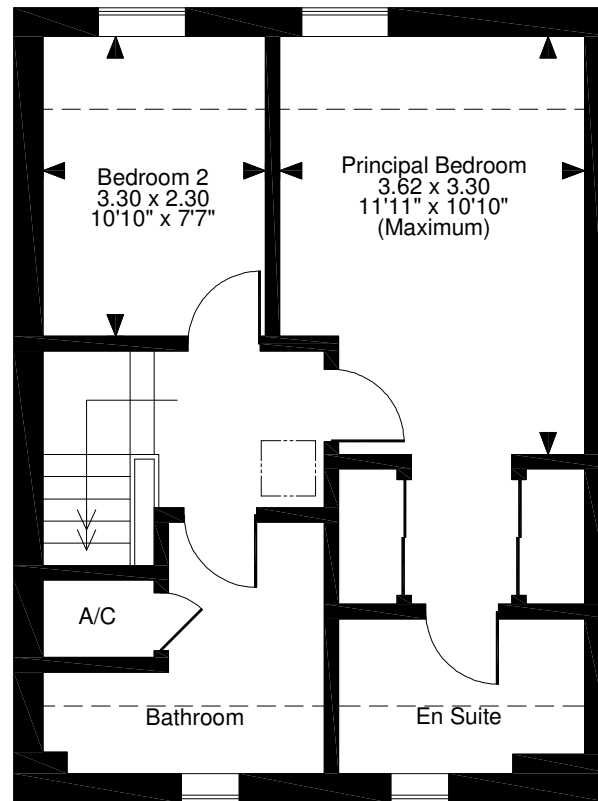 Bedroom 2
3.30 x 2.30
10'10" x 7'7"
Principal Bedroom
3.62 x 3.30
11'11" x 10'10"
(Maximum)
A/C
Bathroom
En Suite